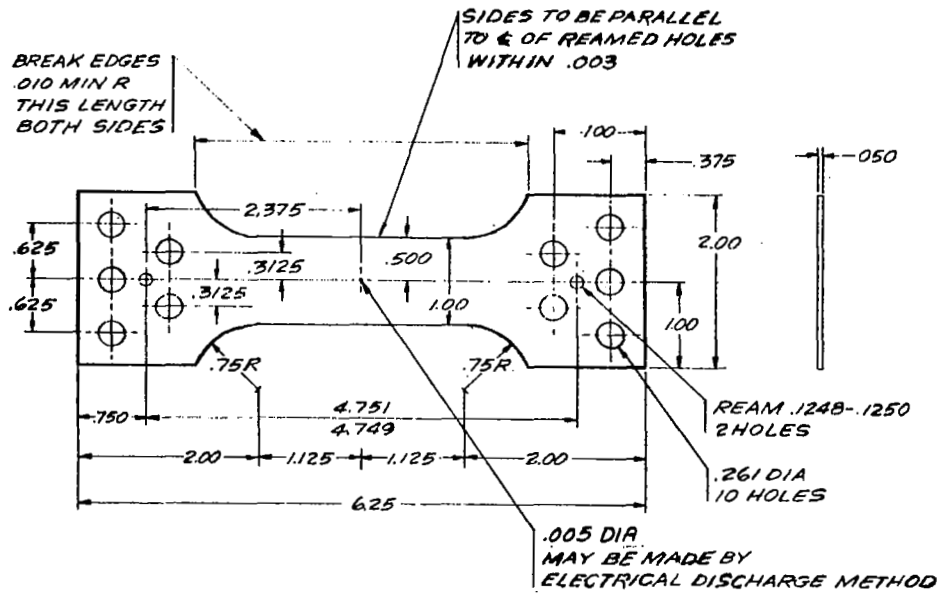 SIDES TO BE PARALLEL
TO ℄ OF REAMED HOLES
WITHIN .003
BREAK EDGES
.010 MIN R
THIS LENGTH
BOTH SIDES
.100
.375
.050
2.375
.625
.3125
.500
2.00
.625
.3125
1.00
1.00
.75R
.75R
.750
4.751
4.749
REAM .1248-.1250
2 HOLES
2.00
1.125
1.125
2.00
.261 DIA
10 HOLES
6.25
.005 DIA
MAY BE MADE BY
ELECTRICAL DISCHARGE METHOD